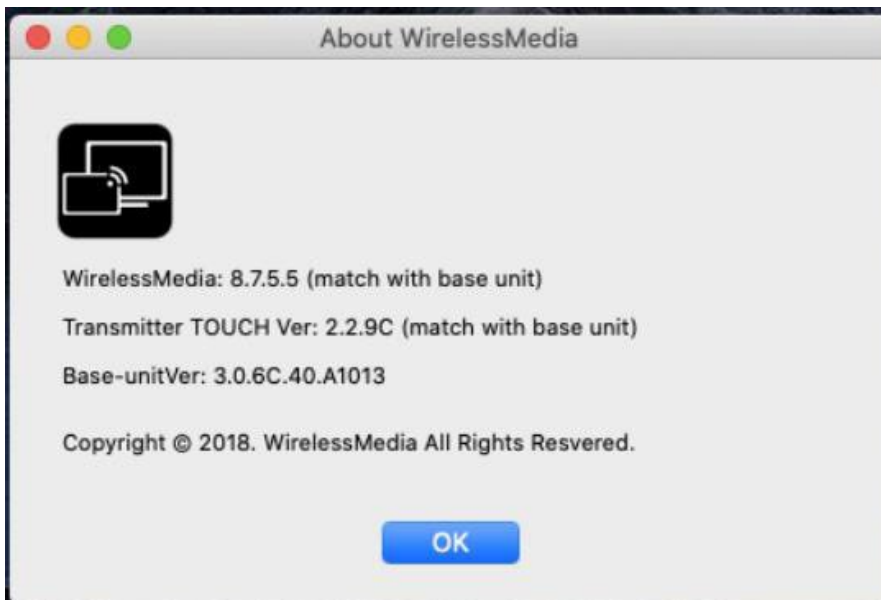 About WirelessMedia
WirelessMedia: 8.7.5.5 (match with base unit)
Transmitter TOUCH Ver: 2.2.9C (match with base unit)
Base-unitVer: 3.0.6C.40.A1013
Copyright © 2018. WirelessMedia All Rights Resvered.
OK